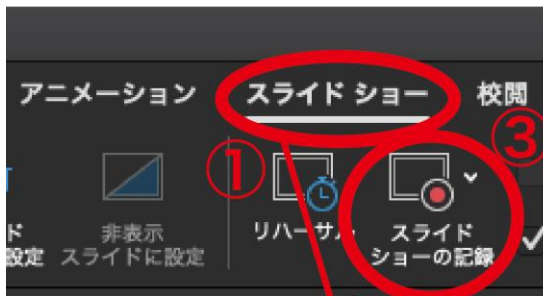 アニメーション スライド ショー 校閲
① ③
ド 非表示 リハーサル スライド
設定 スライドに設定 ショーの記録